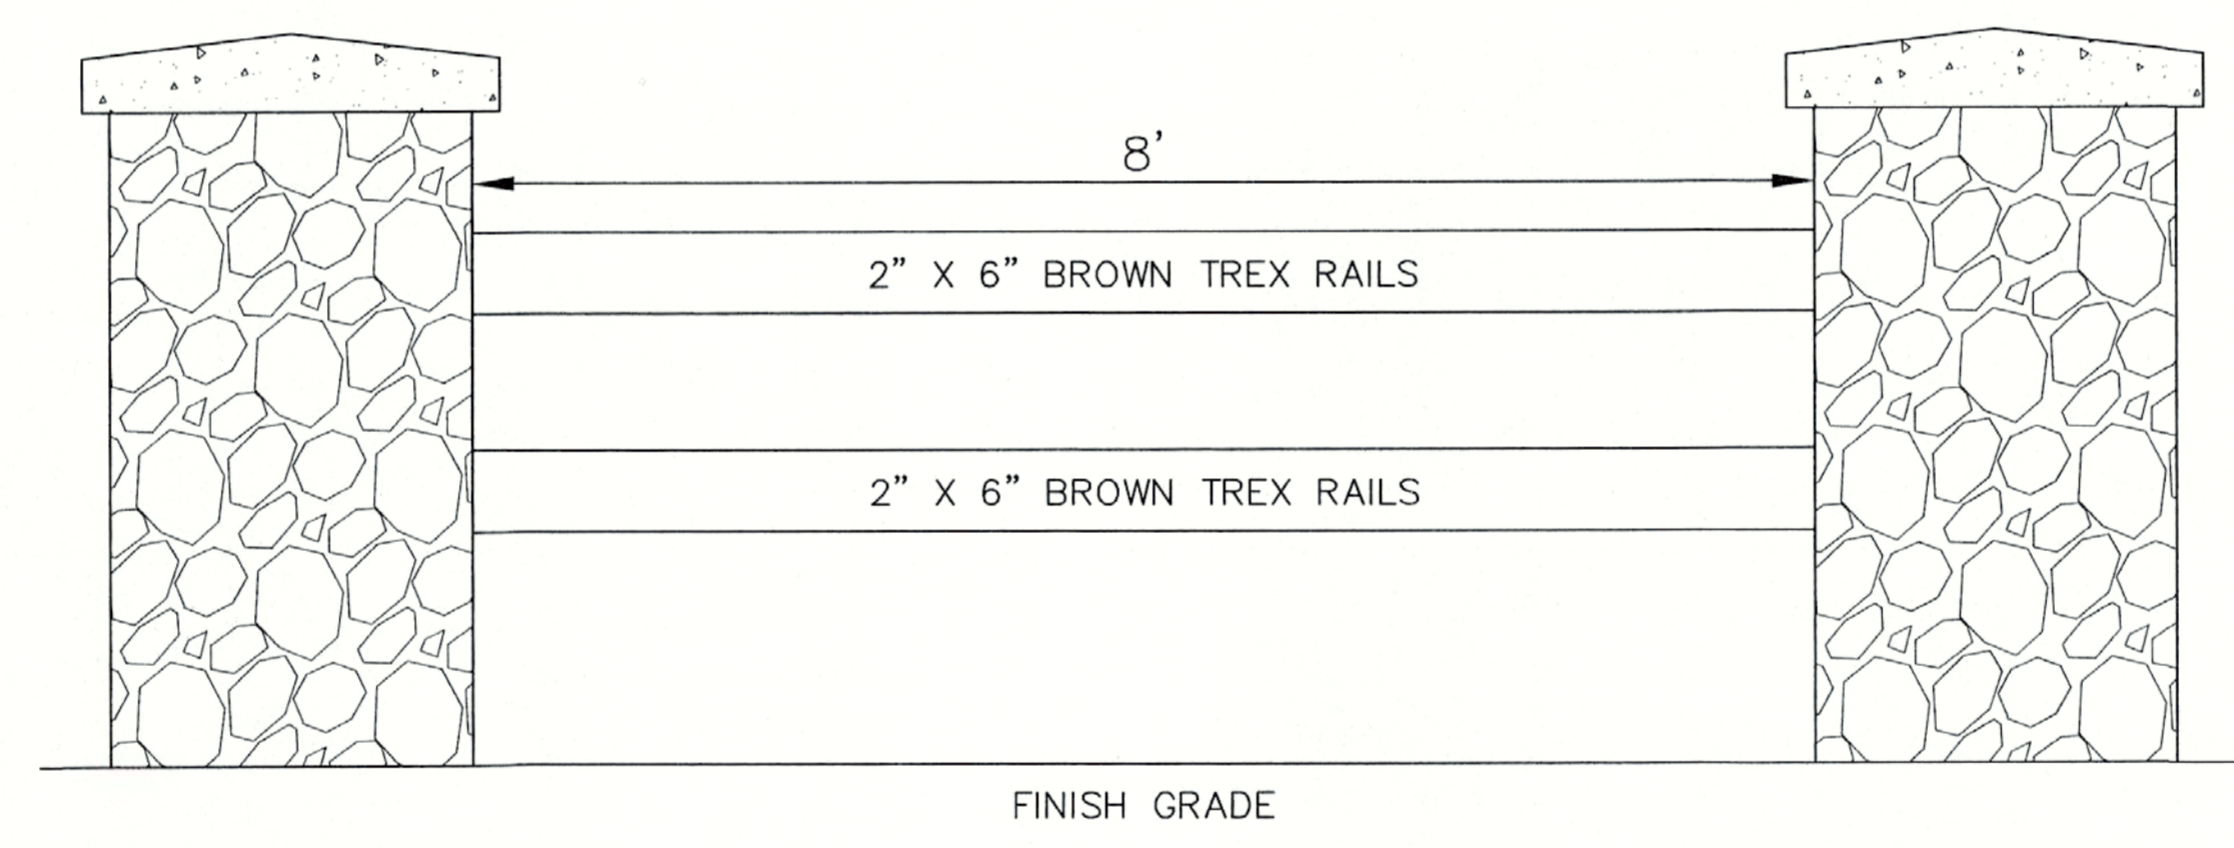 8’
2” X 6” BROWN TREX RAILS
2” X 6” BROWN TREX RAILS
FINISH GRADE